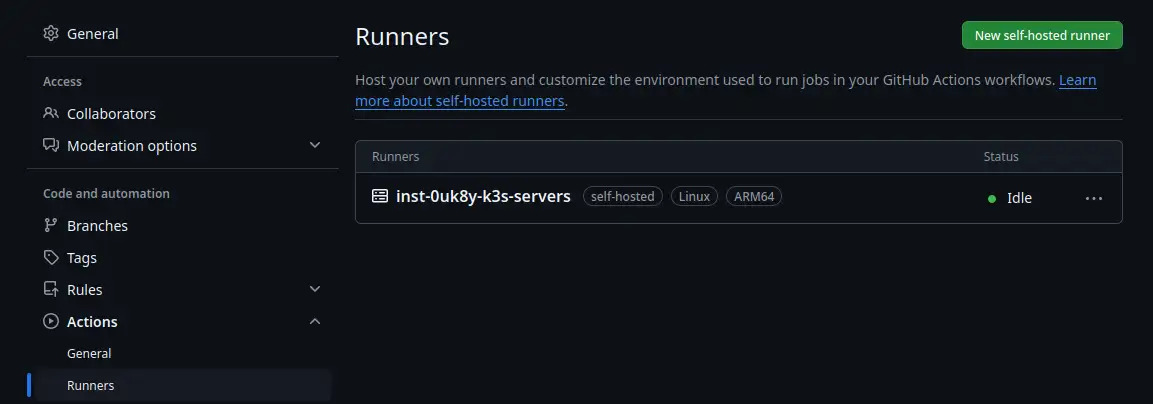 General
Access
Collaborators
Moderation options
Code and automation
Branches
Tags
Rules
Actions
General
Runners
Runners
New self-hosted runner
Host your own runners and customize the environment used to run jobs in your GitHub Actions workflows. Learn
more about self-hosted runners.
Runners Status
inst-0uk8y-k3s-servers self-hosted Linux ARM64 Idle